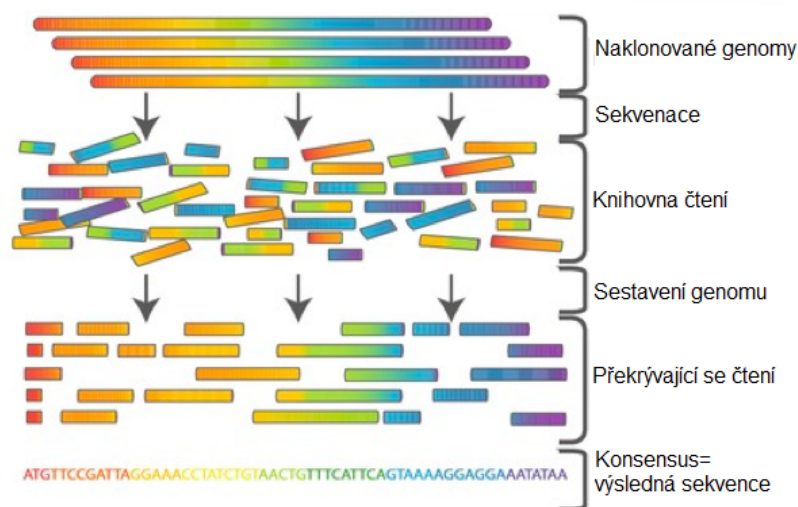 Naklonované genomy
Sekvenace
Knihovna čtení
Sestavení genomu
Překrývající se čtení
Konsensus=
výsledná sekvence
ATGTTCCGATTAGGAAACCTATCTGTAACTGTTTCATTCAGTAAAAGGAGGAAATATAA